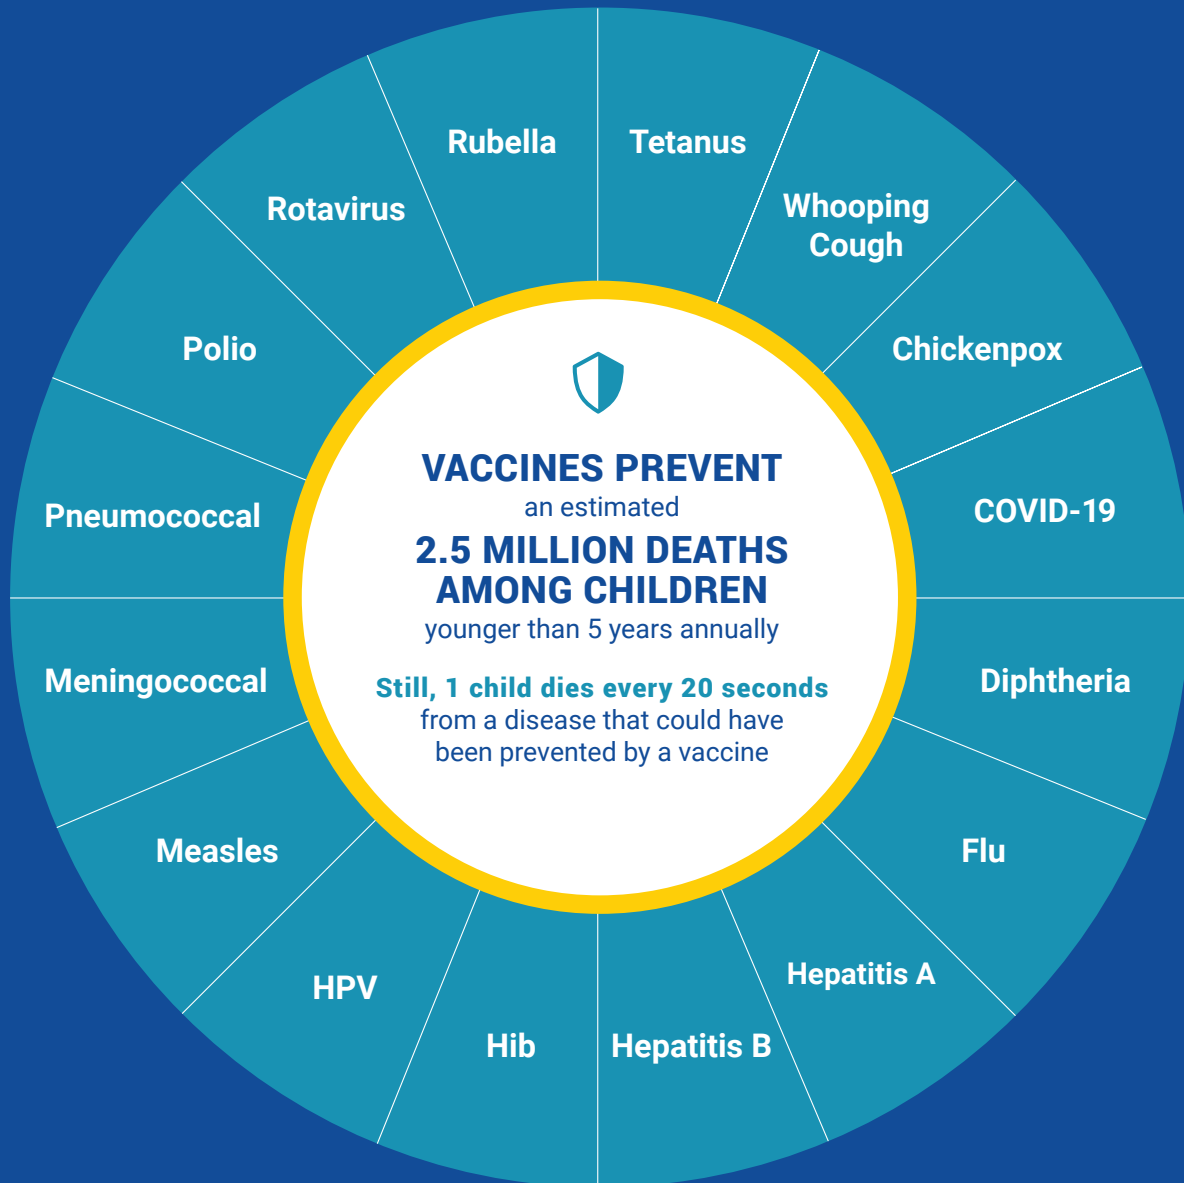 Rubella
Tetanus
Whooping
Cough
Chickenpox
COVID-19
Diphtheria
Flu
Hepatitis A
Hepatitis B
Hib
HPV
Measles
Meningococcal
Pneumococcal
Polio
Rotavirus
VACCINES PREVENT
an estimated
2.5 MILLION DEATHS
AMONG CHILDREN
younger than 5 years annually
Still, 1 child dies every 20 seconds
from a disease that could have
been prevented by a vaccine